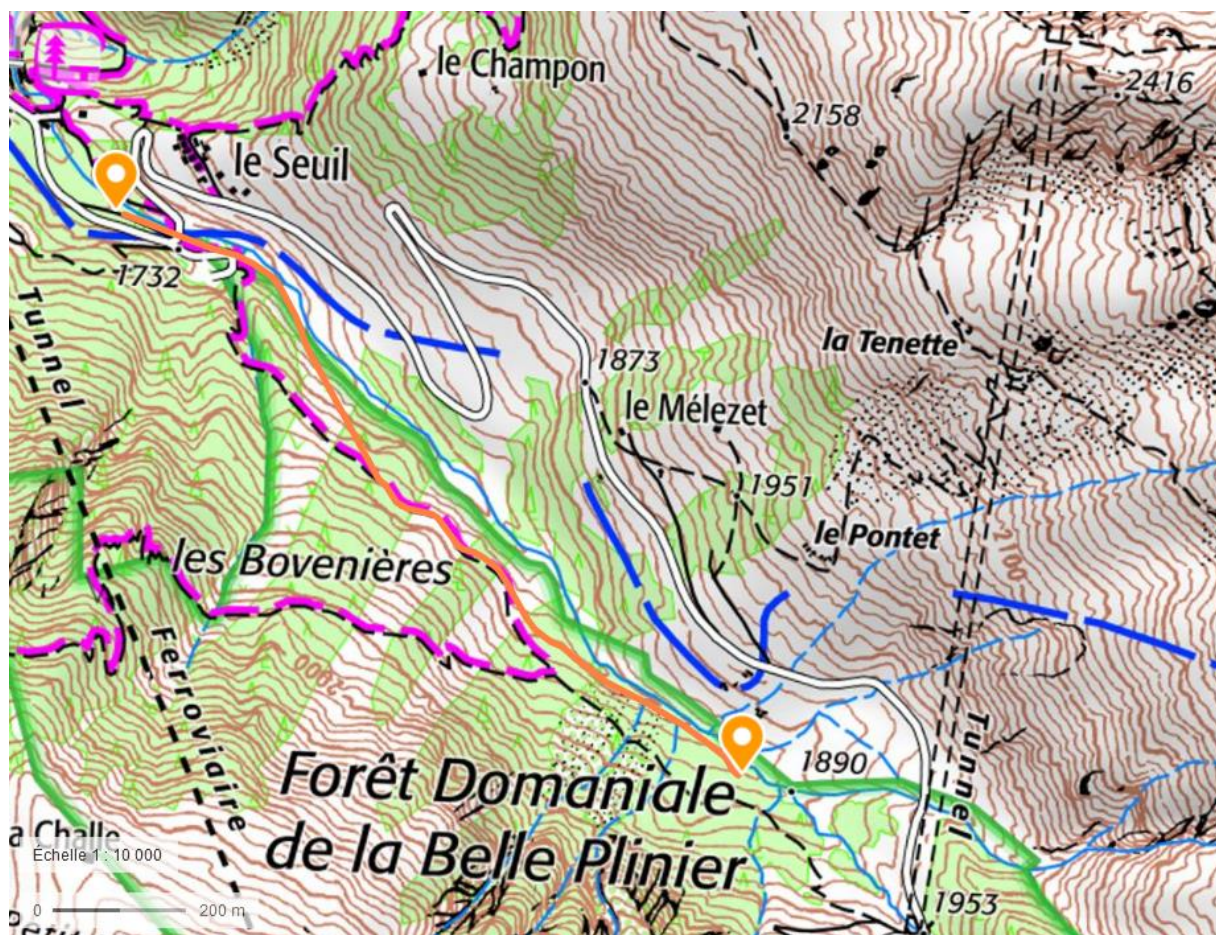 le Champon
2416
2158
le Seuil
1732
Tunnel
la Tenette
1873
le Mélezet
1951
le Pontet
2100
les Bovenières
Ferroviaire
2000
Tunnel
Forêt Domaniale
de la Belle Plinier
1890
1953
Échelle 1 : 10 000
0 200 m